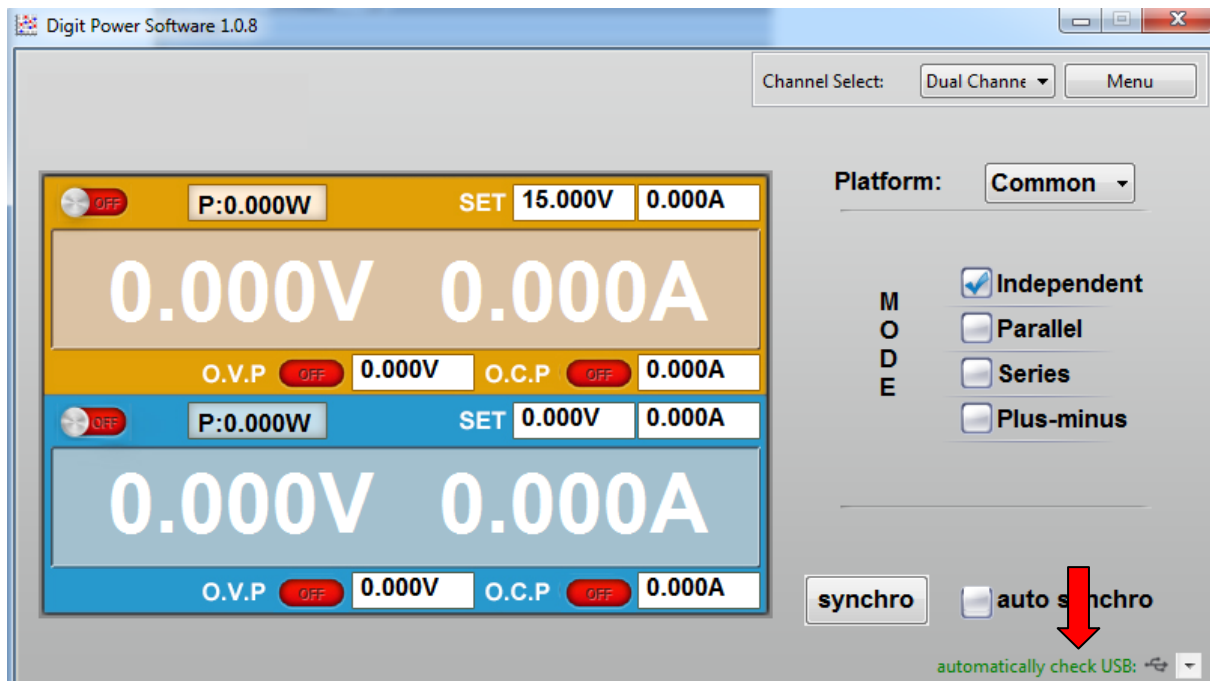 Digit Power Software 1.0.8
Channel Select: Dual Channe Menu
Platform: Common
OFF P:0.000W SET 15.000V 0.000A
0.000V 0.000A
O.V.P OFF 0.000V O.C.P OFF 0.000A
OFF P:0.000W SET 0.000V 0.000A
0.000V 0.000A
O.V.P OFF 0.000V O.C.P OFF 0.000A
MODE
Independent
Parallel
Series
Plus-minus
synchro auto synchro
automatically check USB: